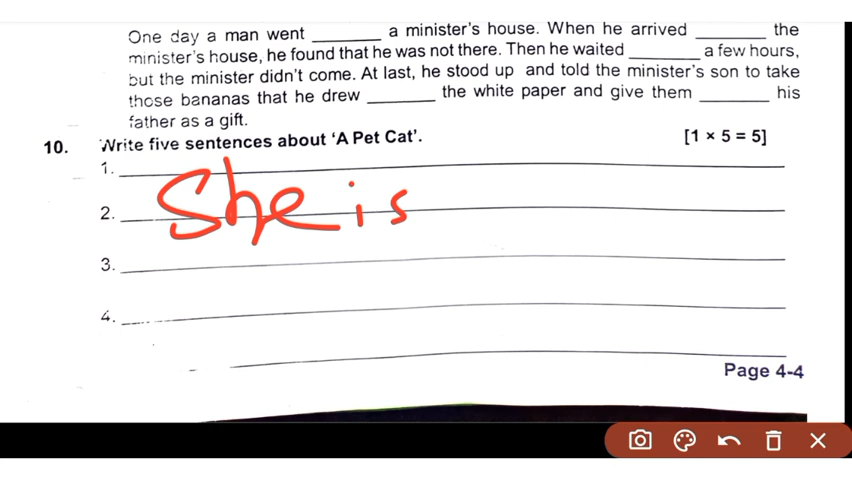 One day a man went ________ a minister's house. When he arrived ________ the
minister's house, he found that he was not there. Then he waited ________ a few hours,
but the minister didn't come. At last, he stood up and told the minister's son to take
those bananas that he drew ________ the white paper and give them ________ his
father as a gift.
10. Write five sentences about 'A Pet Cat'. [1 × 5 = 5]
1.
2. She is
3.
4.
Page 4-4